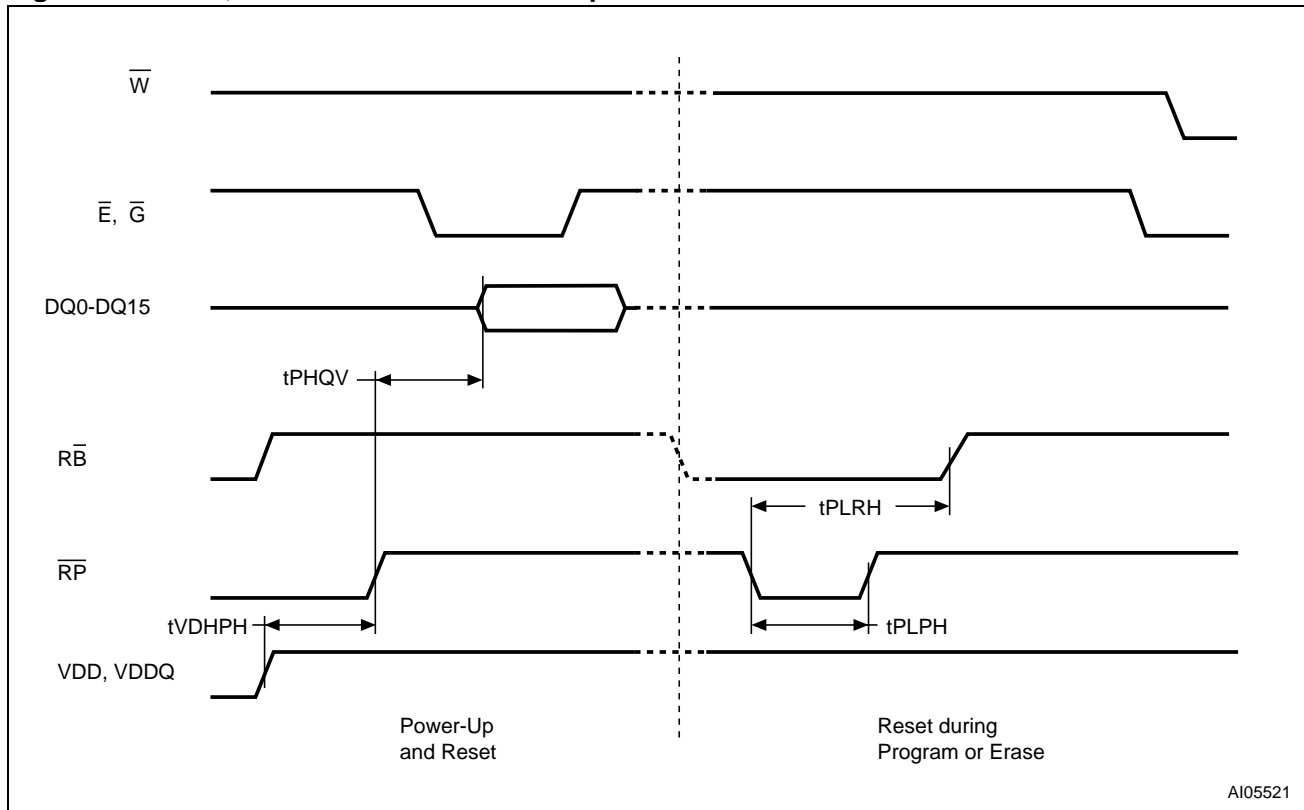 W̅
E̅, G̅
DQ0-DQ15
tPHQV
RB̅
tPLRH
R̅P̅
tVDHPH
tPLPH
VDD, VDDQ
Power-Up
and Reset
Reset during
Program or Erase
AI05521